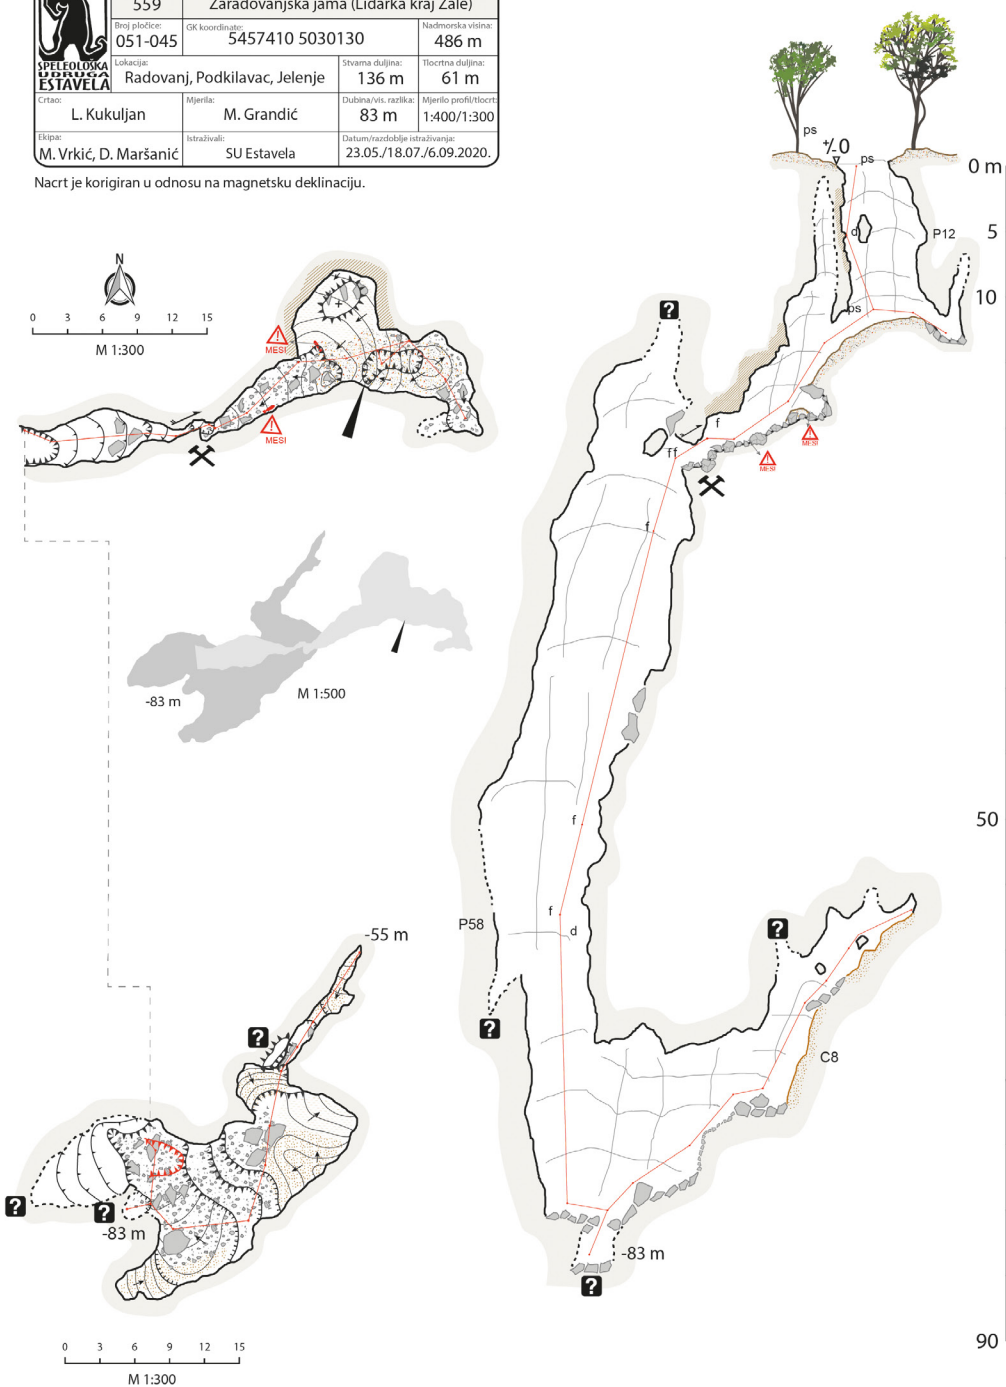 559
Zaradovanjska jama (Lidarka kraj Zale)
SPELEOLOŠKA
UDRUGA
ESTAVELA
Broj pločice:
051-045
GK koordinate:
5457410 5030130
Nadmorska visina:
486 m
Lokacija:
Radovanj, Podkilavac, Jelenje
Stvarna duljina:
136 m
Tlocrtna duljina:
61 m
Crtao:
L. Kukuljan
Mjerila:
M. Grandić
Dubina/vis. razlika:
83 m
Mjerilo profil/tlocrt:
1:400/1:300
Ekipa:
M. Vrkić, D. Maršanić
Istraživali:
SU Estavela
Datum/razdoblje istraživanja:
23.05./18.07./6.09.2020.
Nacrt je korigiran u odnosu na magnetsku deklinaciju.
N
0 3 6 9 12 15
M 1:300
MES!
MES!
-83 m
M 1:500
-55 m
?
?
?
-83 m
0 3 6 9 12 15
M 1:300
ps
+/-0
ps
0 m
d
P12
5
10
ps
?
f
ff
MES!
MES!
f
50
f
f
d
P58
?
?
C8
-83 m
?
90